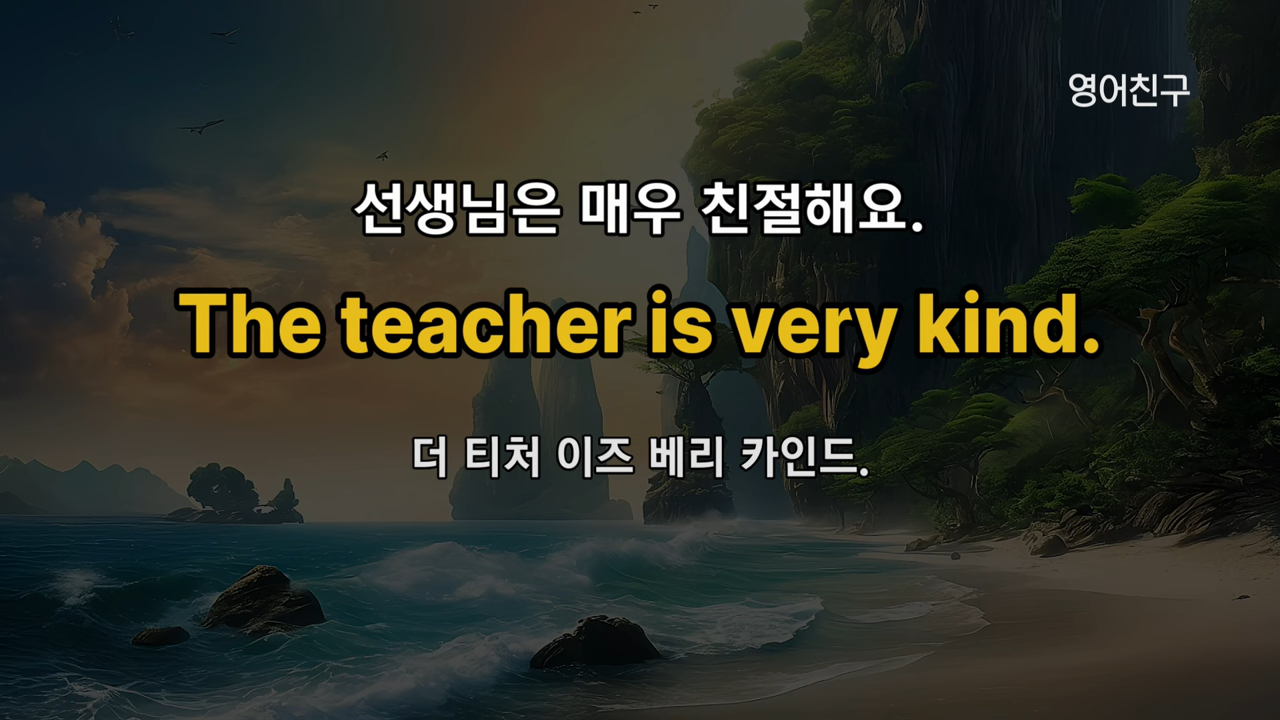 영어친구
선생님은 매우 친절해요.
The teacher is very kind.
더 티처 이즈 베리 카인드.